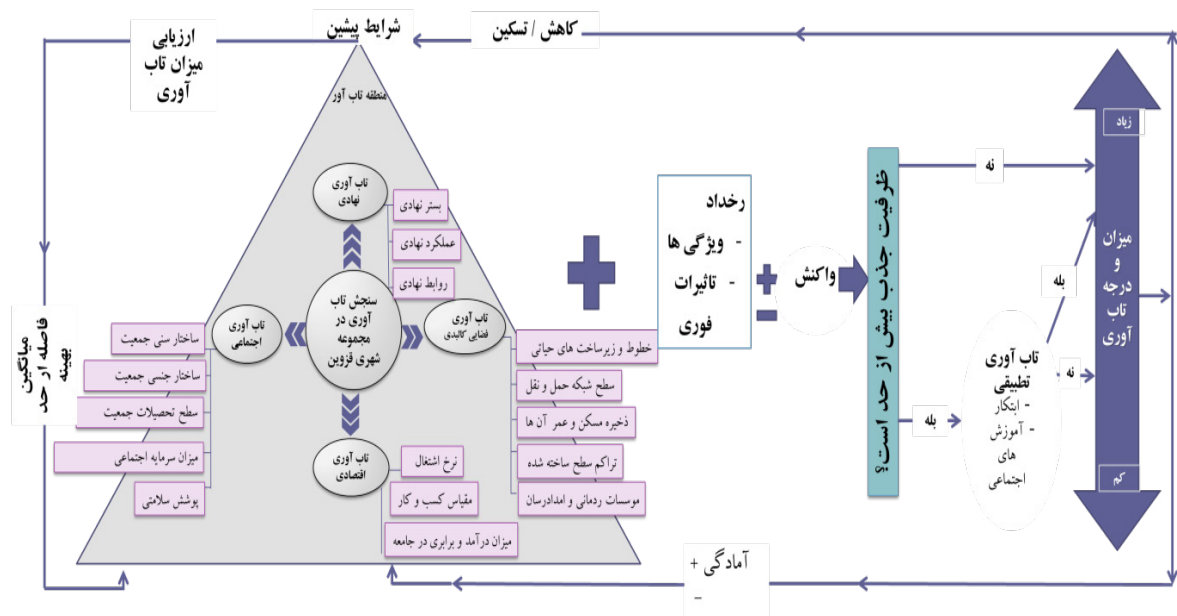 شرایط پیشین
کاهش / تسکین
ارزیابی
میزان تاب
آوری
منطقه تاب آور
تاب آوری
نهادی
بستر نهادی
عملکرد نهادی
روابط نهادی
سنجش تاب
آوری در
مجموعه
شهری قزوین
تاب آوری
اجتماعی
ساختار سنی جمعیت
ساختار جنسی جمعیت
سطح تحصیلات جمعیت
میزان سرمایه اجتماعی
پوشش سلامتی
تاب آوری
فضایی کالبدی
خطوط و زیرساخت های حیاتی
سطح شبکه حمل و نقل
ذخیره مسکن و عمر آن ها
تراکم سطح ساخته شده
موسسات ردمانی و امدادرسان
تاب آوری
اقتصادی
نرخ اشتغال
مقیاس کسب و کار
میزان درآمد و برابری در جامعه
فاصله از حد
بهینه
میانگین
رخداد
- ویژگی ها
- تاثیرات
فوری
واکنش
ظرفیت جذب بیش از حد است؟
نه
بله
بله
نه
تاب آوری
تطبیقی
- ابتکار
- آموزش
های
اجتماعی
زیاد
میزان
و
درجه
تاب
آوری
کم
آمادگی +
–